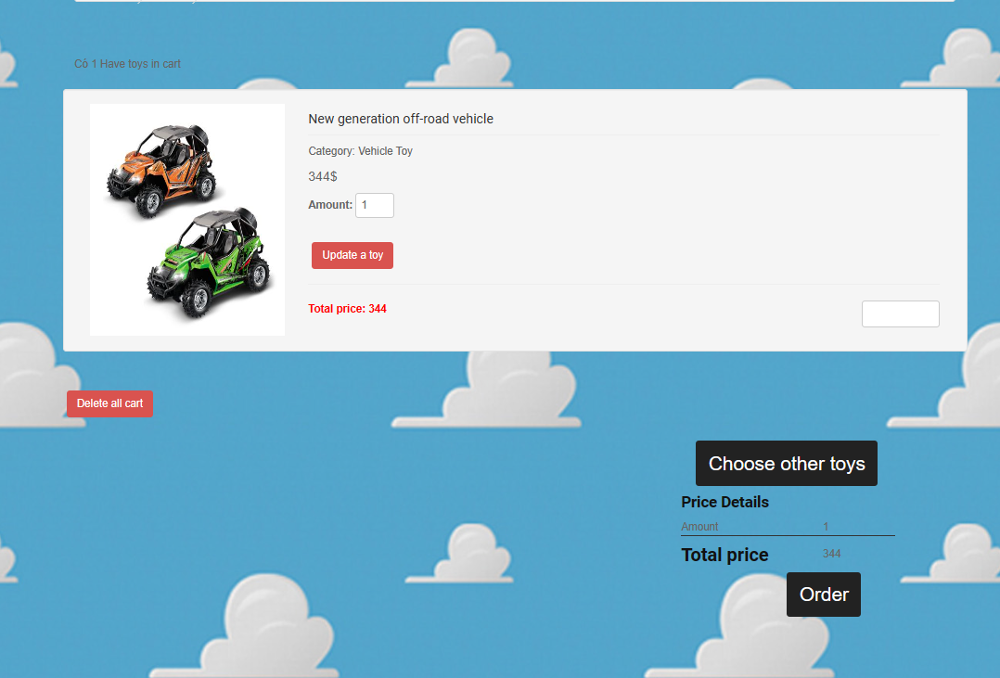 Có 1 Have toys in cart
New generation off-road vehicle
Category: Vehicle Toy
344$
Amount: 1
Update a toy
Total price: 344
Delete all cart
Choose other toys
Price Details
Amount 1
Total price 344
Order